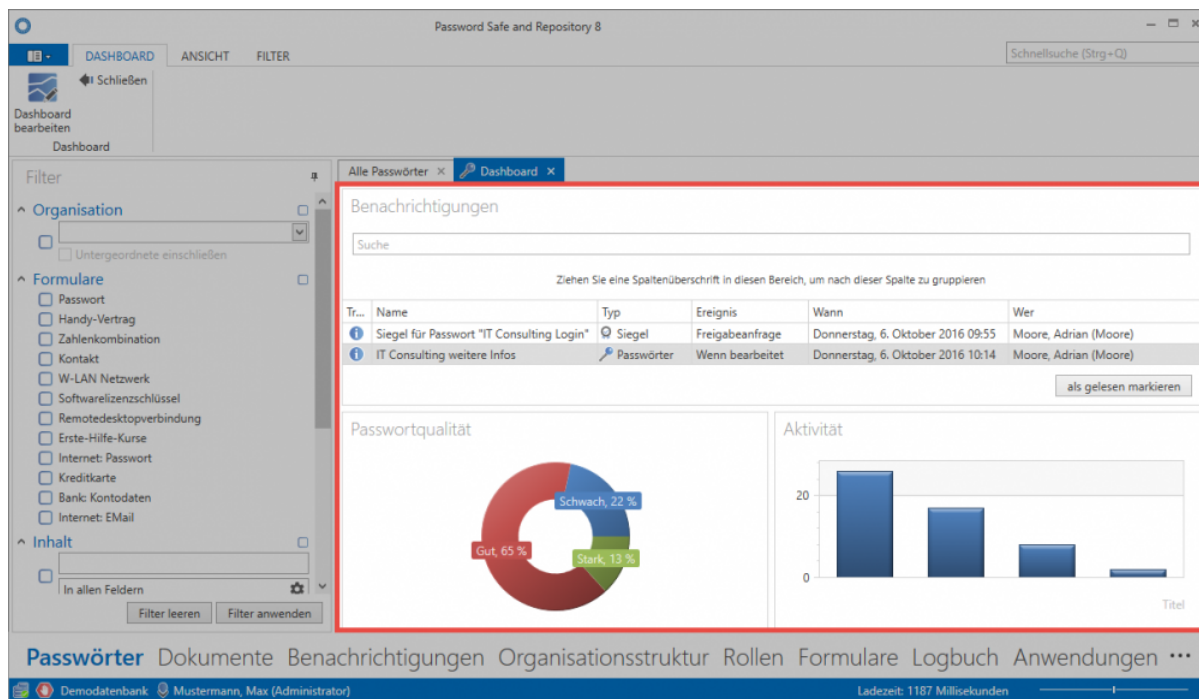 Password Safe and Repository 8
DASHBOARD ANSICHT FILTER
Schnellsuche (Strg+Q)
Schließen
Dashboard
bearbeiten
Dashboard
Filter
Organisation
Untergeordnete einschließen
Formulare
Passwort
Handy-Vertrag
Zahlenkombination
Kontakt
W-LAN Netzwerk
Softwarelizenzschlüssel
Remotedesktopverbindung
Erste-Hilfe-Kurse
Internet: Passwort
Kreditkarte
Bank: Kontodaten
Internet: EMail
Inhalt
In allen Feldern
Filter leeren Filter anwenden
Alle Passwörter Dashboard
Benachrichtigungen
Suche
Ziehen Sie eine Spaltenüberschrift in diesen Bereich, um nach dieser Spalte zu gruppieren
Tr... Name Typ Ereignis Wann Wer
Siegel für Passwort "IT Consulting Login" Siegel Freigabeanfrage Donnerstag, 6. Oktober 2016 09:55 Moore, Adrian (Moore)
IT Consulting weitere Infos Passwörter Wenn bearbeitet Donnerstag, 6. Oktober 2016 10:14 Moore, Adrian (Moore)
als gelesen markieren
Passwortqualität
Schwach, 22 %
Gut, 65 %
Stark, 13 %
Aktivität
20
0
Titel
Passwörter Dokumente Benachrichtigungen Organisationsstruktur Rollen Formulare Logbuch Anwendungen ···
Demodatenbank Mustermann, Max (Administrator) Ladezeit: 1187 Millisekunden